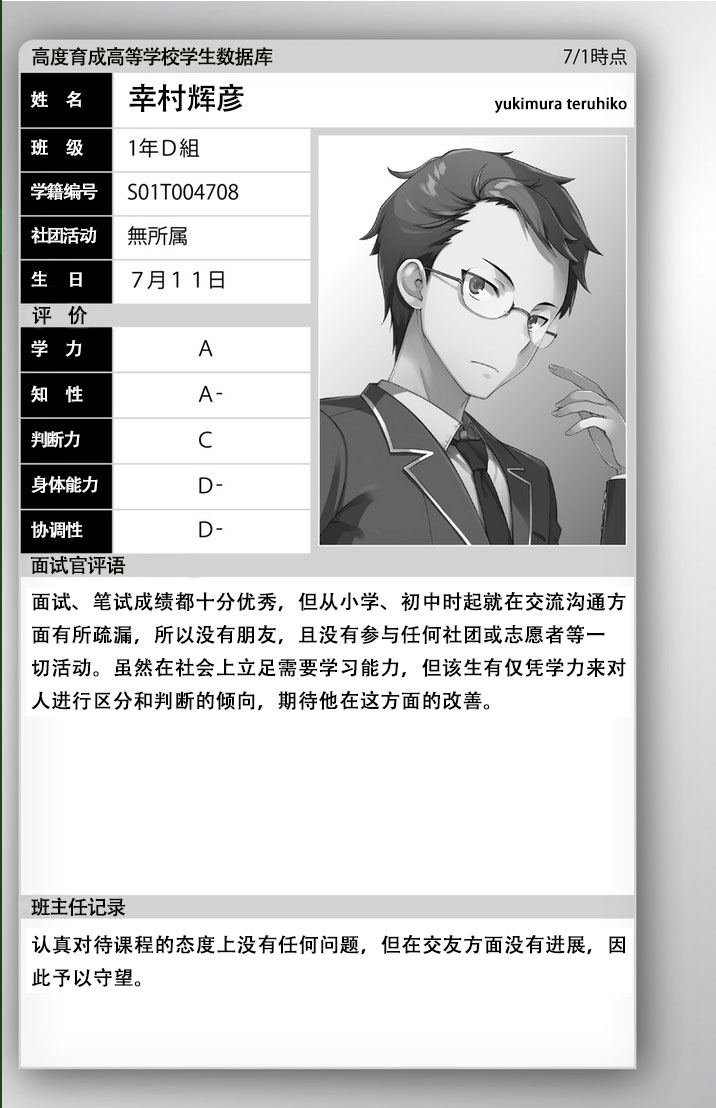 高度育成高等学校学生数据库 7/1時点
姓 名 幸村辉彦 yukimura teruhiko
班 级 1年D組
学籍编号 S01T004708
社团活动 無所属
生 日 7月11日
评 价
学 力 A
知 性 A-
判断力 C
身体能力 D-
协调性 D-
面试官评语
面试、笔试成绩都十分优秀，但从小学、初中时起就在交流沟通方
面有所疏漏，所以没有朋友，且没有参与任何社团或志愿者等一
切活动。虽然在社会上立足需要学习能力，但该生有仅凭学力来对
人进行区分和判断的倾向，期待他在这方面的改善。
班主任记录
认真对待课程的态度上没有任何问题，但在交友方面没有进展，因
此予以守望。